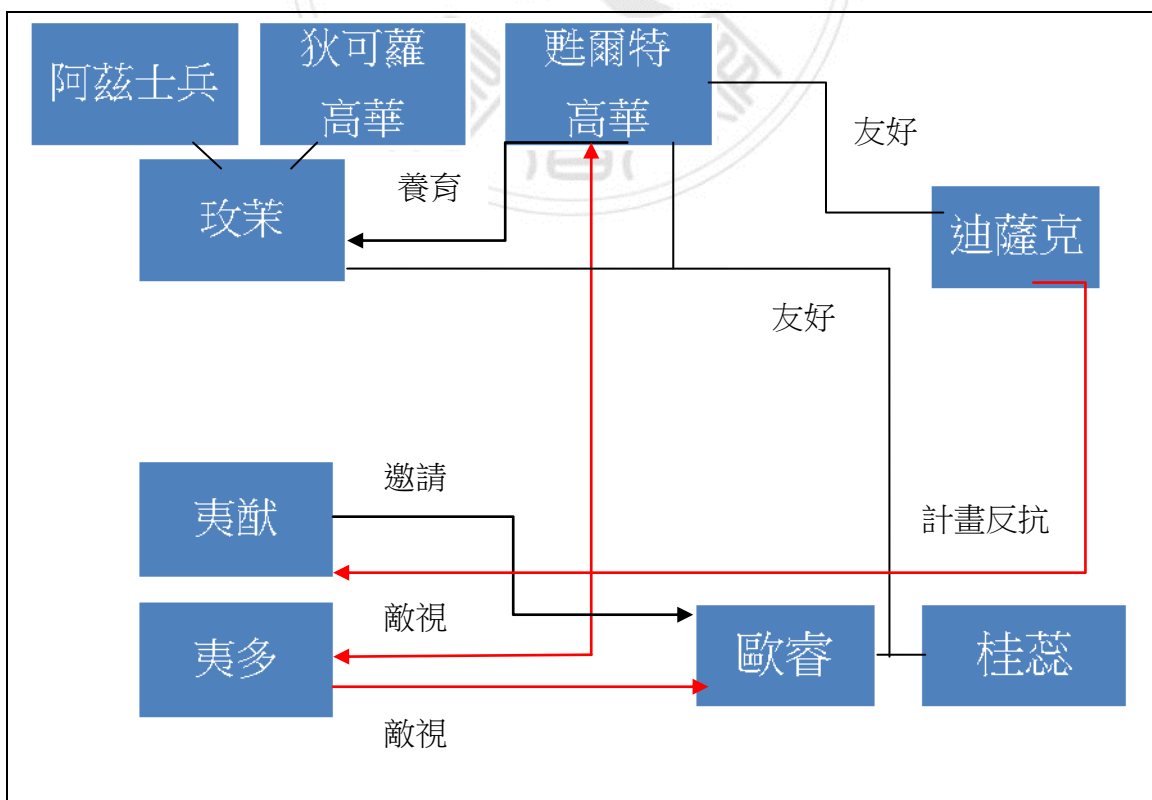 阿茲士兵
狄可蘿
高華
甦爾特
高華
友好
養育
玫茉
迪薩克
友好
邀請
夷猷
計畫反抗
敵視
夷多
歐睿
桂蕊
敵視